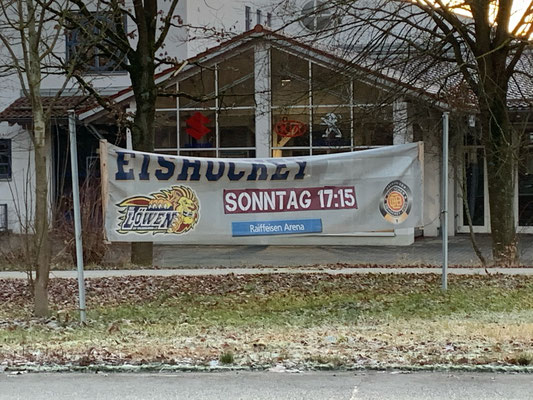 EISHOCKEY
LÖWEN
SONNTAG 17:15
Raiffeisen Arena